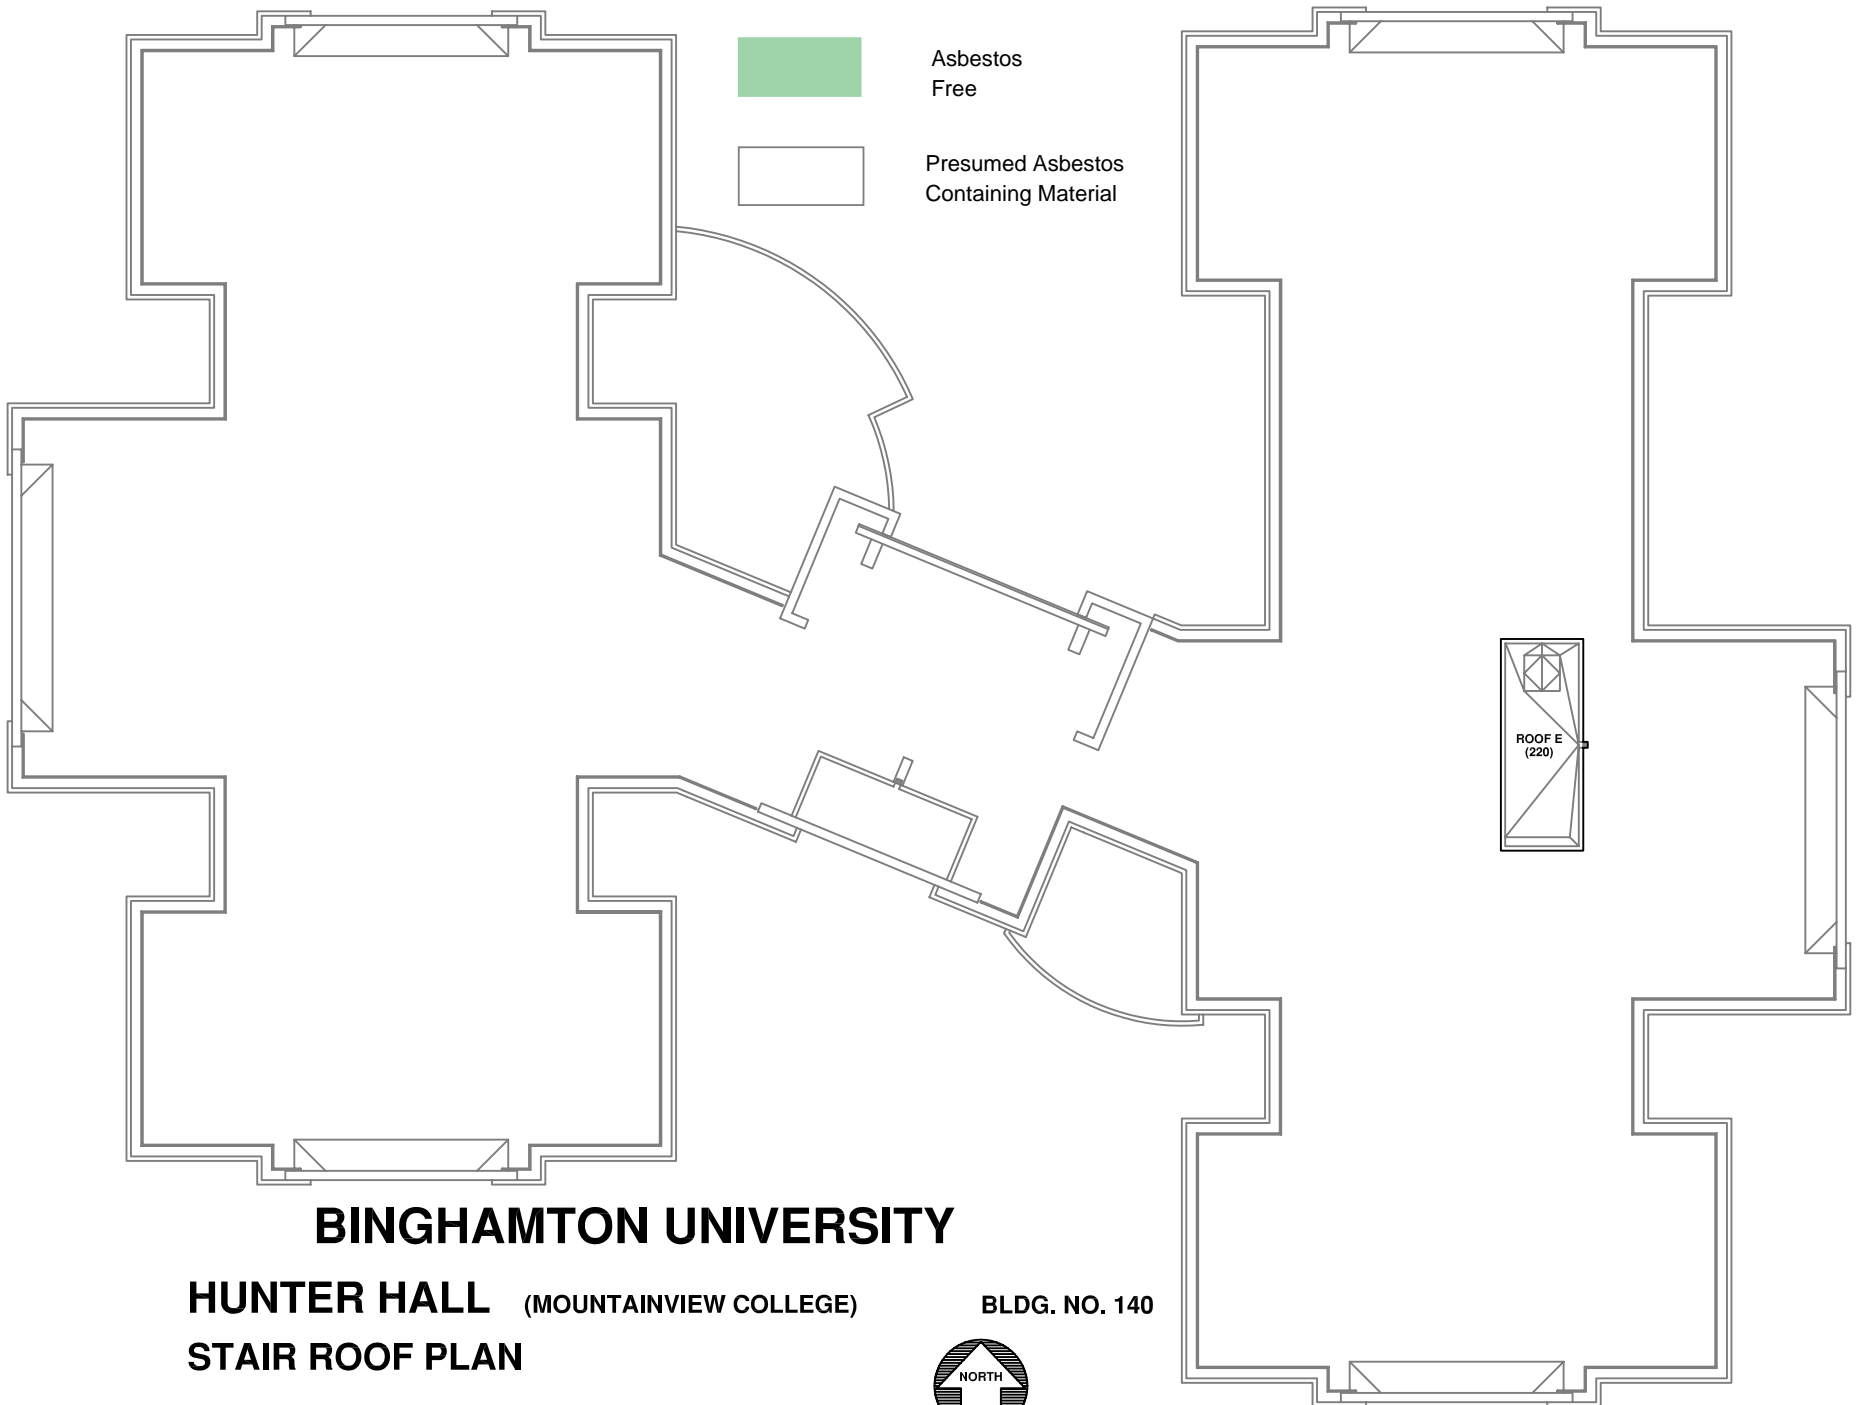 Asbestos
Free
Presumed Asbestos
Containing Material
ROOF E
(220)
BINGHAMTON UNIVERSITY
HUNTER HALL (MOUNTAINVIEW COLLEGE) BLDG. NO. 140
STAIR ROOF PLAN
NORTH